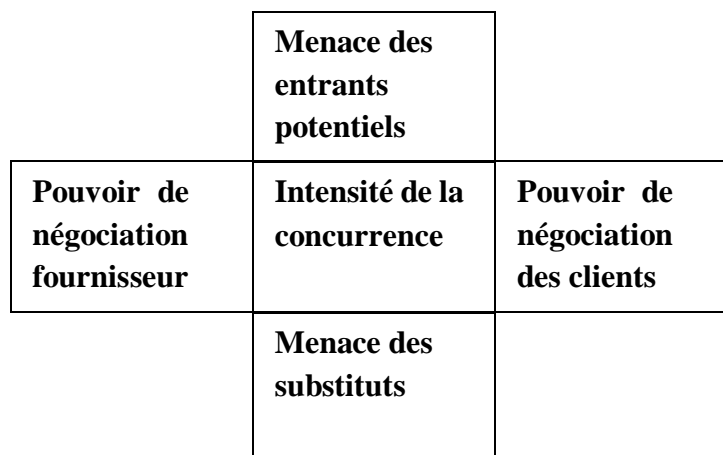 Menace des
entrants
potentiels
Pouvoir de
négociation
fournisseur
Intensité de la
concurrence
Pouvoir de
négociation
des clients
Menace des
substituts